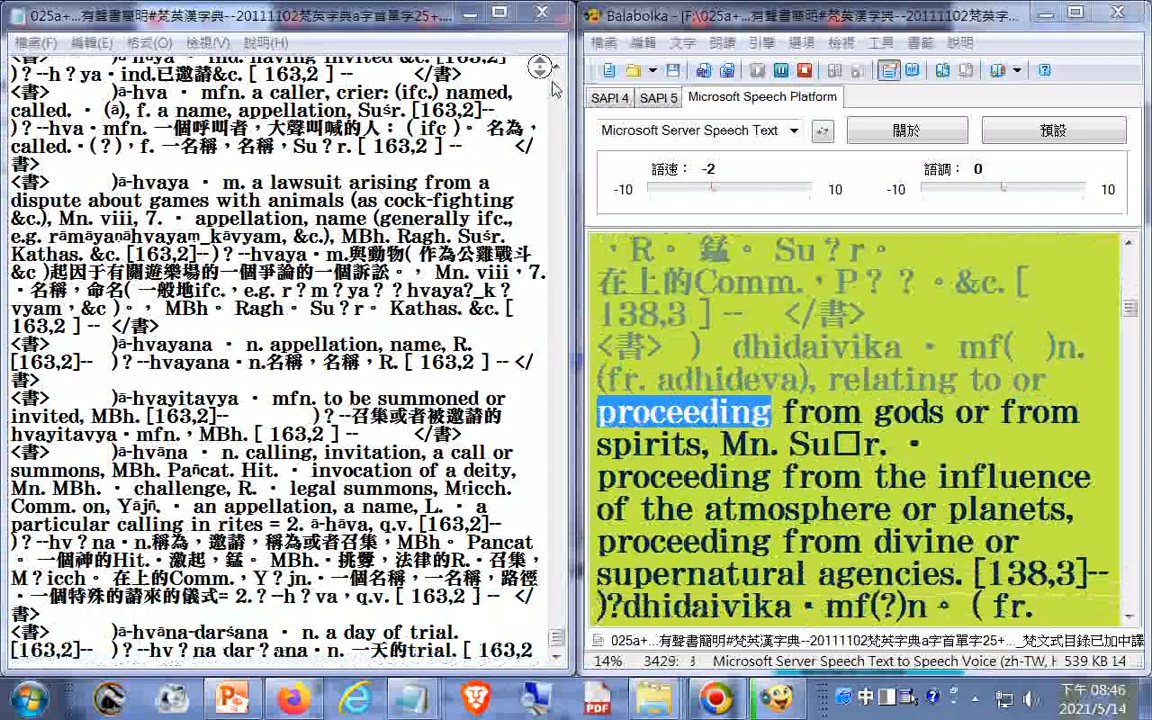 025a+...有聲書簡明#梵英漢字典--20111102梵英字典a字首單字25+...
檔案(F) 編輯(E) 格式(O) 檢視(V) 說明(H)
)?--h?ya‧ind.已邀請&c. [ 163,2 ] -- </書>
<書> )ā-hva ‧ mfn. a caller, crier: (ifc.) named,
called. ‧ (ā), f. a name, appellation, Suśr. [163,2]--
)?--hva‧mfn. 一個呼叫者，大聲叫喊的人：( ifc )。 名為，
called.‧(?)，f. 一名稱，名稱，Su?r. [ 163,2 ] -- </
書>
<書> )ā-hvaya ‧ m. a lawsuit arising from a
dispute about games with animals (as cock-fighting
&c.), Mn. viii, 7. ‧ appellation, name (generally ifc.,
e.g. rāmāyaṇāhvayaṃ_kāvyam, &c.), MBh. Ragh. Suśr.
Kathas. &c. [163,2]--)?--hvaya‧m.與動物( 作為公雞戰斗
&c )起因于有關遊樂場的一個爭論的一個訴訟。， Mn. viii，7.
‧名稱，命名( 一般地ifc.，e.g. r?m?ya??hvaya?_k?
vyam，&c )。， MBh。 Ragh。 Su?r。 Kathas. &c. [
163,2 ] -- </書>
<書> )ā-hvayana ‧ n. appellation, name, R.
[163,2]-- )?--hvayana‧n.名稱，名稱，R. [ 163,2 ] -- </
書>
<書> )ā-hvayitavya ‧ mfn. to be summoned or
invited, MBh. [163,2]-- )?--召集或者被邀請的
hvayitavya‧mfn.，MBh. [ 163,2 ] -- </書>
<書> )ā-hvāna ‧ n. calling, invitation, a call or
summons, MBh. Pañcat. Hit. ‧ invocation of a deity,
Mn. MBh. ‧ challenge, R. ‧ legal summons, Mṛicch.
Comm. on, Yājñ. ‧ an appellation, a name, L. ‧ a
particular calling in rites = 2. ā-hāva, q.v. [163,2]--
)?--hv?na‧n.稱為，邀請，稱為或者召集，MBh。 Pancat
。一個神的Hit.‧激起，錳。 MBh.‧挑釁，法律的R.‧召集，
M?icch。 在上的Comm.，Y?jn.‧一個名稱，一名稱，路徑
‧一個特殊的請來的儀式= 2.?--h?va，q.v. [ 163,2 ] -- </
書>
<書> )ā-hvāna-darśana ‧ n. a day of trial.
[163,2]-- )?--hv?na dar?ana‧n. 一天的trial. [ 163,2
Balabolka - [F:\025a+...有聲書簡明#梵英漢字典--20111102梵英字...
檔案 編輯 文字 朗讀 引擎 選項 檢視 工具 書籤 說明
SAPI 4 SAPI 5 Microsoft Speech Platform
Microsoft Server Speech Text 關於 預設
語速： -2 語調： 0
-10 10 -10 10
，R。 錳。 Su?r。
在上的Comm.，P??。&c. [
138,3 ] -- </書>
<書> ) dhidaivika ‧ mf( )n.
(fr. adhideva), relating to or
proceeding from gods or from
spirits, Mn. Su□r. ‧
proceeding from the influence
of the atmosphere or planets,
proceeding from divine or
supernatural agencies. [138,3]--
)?dhidaivika‧mf(?)n。 ( fr.
025a+...有聲書簡明#梵英漢字典--20111102梵英字典a字首單字25+..._梵文式目錄已加中譯
14% 3429: Microsoft Server Speech Text to Speech Voice (zh-TW, 539 KB 14
中
下午 08:46
2021/5/14